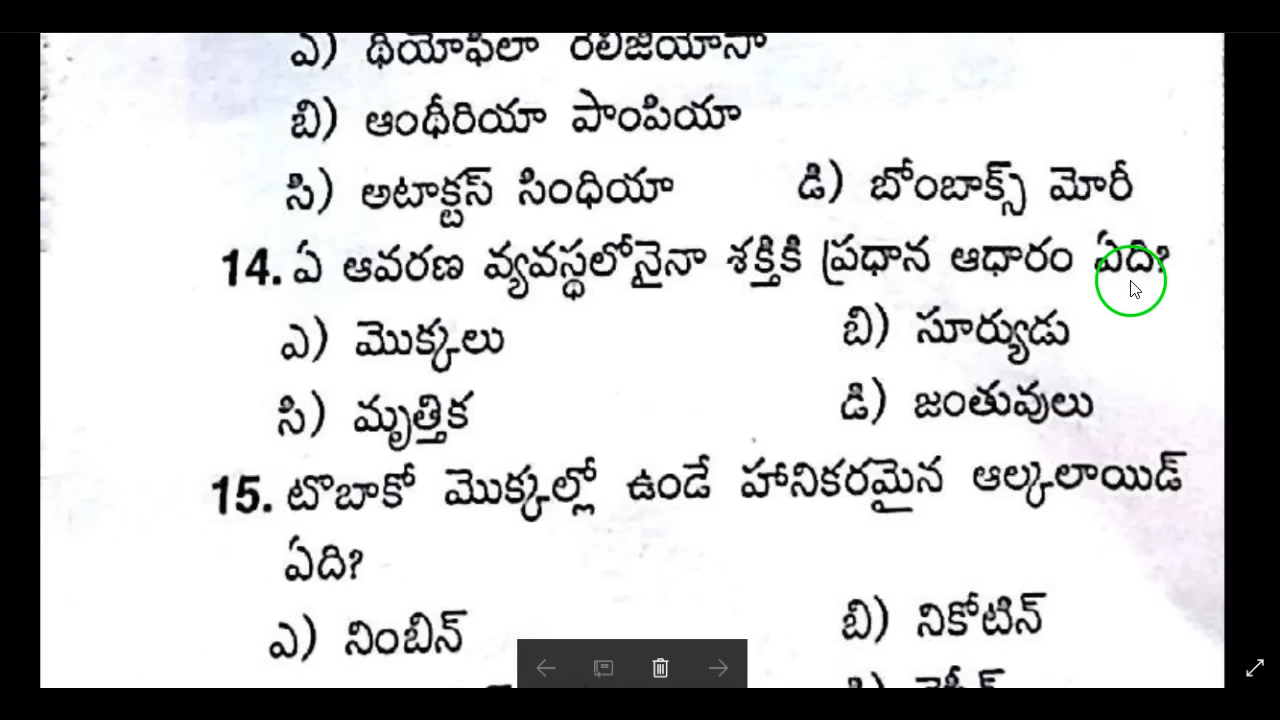 ఎ) థియోఫిలా రెలిజియోనా
బి) ఆంథీరియా పాంపియా
సి) అటాక్టస్ సింధియా డి) బోంబాక్స్ మోరీ
14. ఏ ఆవరణ వ్యవస్థలోనైనా శక్తికి ప్రధాన ఆధారం ఏది?
ఎ) మొక్కలు బి) సూర్యుడు
సి) మృత్తిక డి) జంతువులు
15. టొబాకో మొక్కల్లో ఉండే హానికరమైన ఆల్కలాయిడ్
ఏది?
ఎ) నింబిన్ బి) నికోటిన్